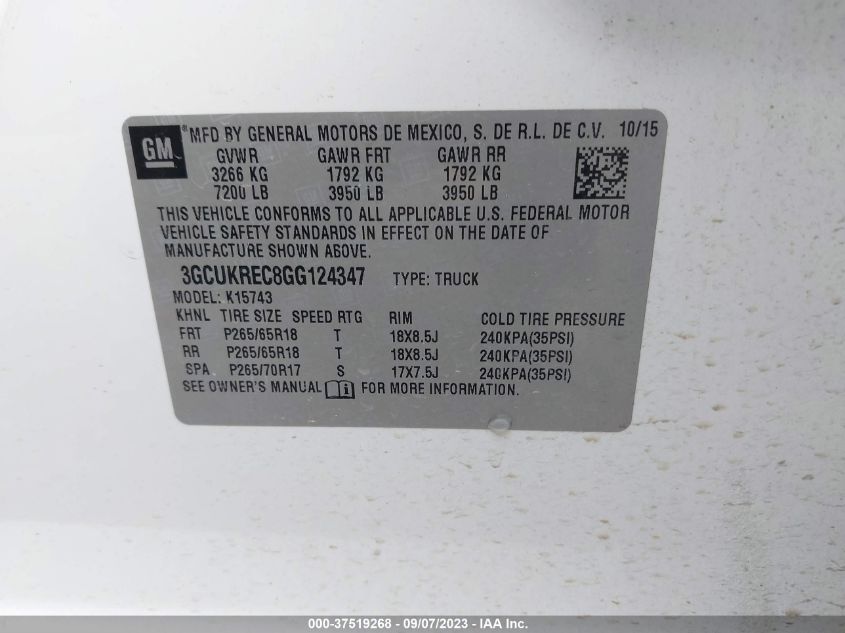 GM
®MFD BY GENERAL MOTORS DE MEXICO, S. DE R.L. DE C.V. 10/15
GVWR GAWR FRT GAWR RR
3266 KG 1792 KG 1792 KG
7200 LB 3950 LB 3950 LB
THIS VEHICLE CONFORMS TO ALL APPLICABLE U.S. FEDERAL MOTOR
VEHICLE SAFETY STANDARDS IN EFFECT ON THE DATE OF
MANUFACTURE SHOWN ABOVE.
3GCUKREC8GG124347 TYPE: TRUCK
MODEL: K15743
KHNL TIRE SIZE SPEED RTG RIM COLD TIRE PRESSURE
FRT P265/65R18 T 18X8.5J 240KPA(35PSI)
RR P265/65R18 T 18X8.5J 240KPA(35PSI)
SPA P265/70R17 S 17X7.5J 240KPA(35PSI)
SEE OWNER'S MANUAL i FOR MORE INFORMATION.
000-37519268 - 09/07/2023 - IAA Inc.